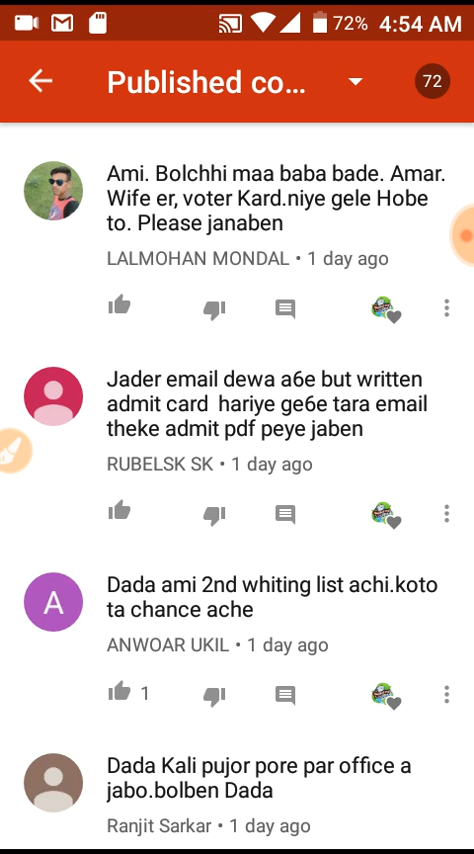 72% 4:54 AM
Published co...
72
Ami. Bolchhi maa baba bade. Amar.
Wife er, voter Kard.niye gele Hobe
to. Please janaben
LALMOHAN MONDAL • 1 day ago
Jader email dewa a6e but written
admit card hariye ge6e tara email
theke admit pdf peye jaben
RUBELSK SK • 1 day ago
A
Dada ami 2nd whiting list achi.koto
ta chance ache
ANWOAR UKIL • 1 day ago
1
Dada Kali pujor pore par office a
jabo.bolben Dada
Ranjit Sarkar • 1 day ago